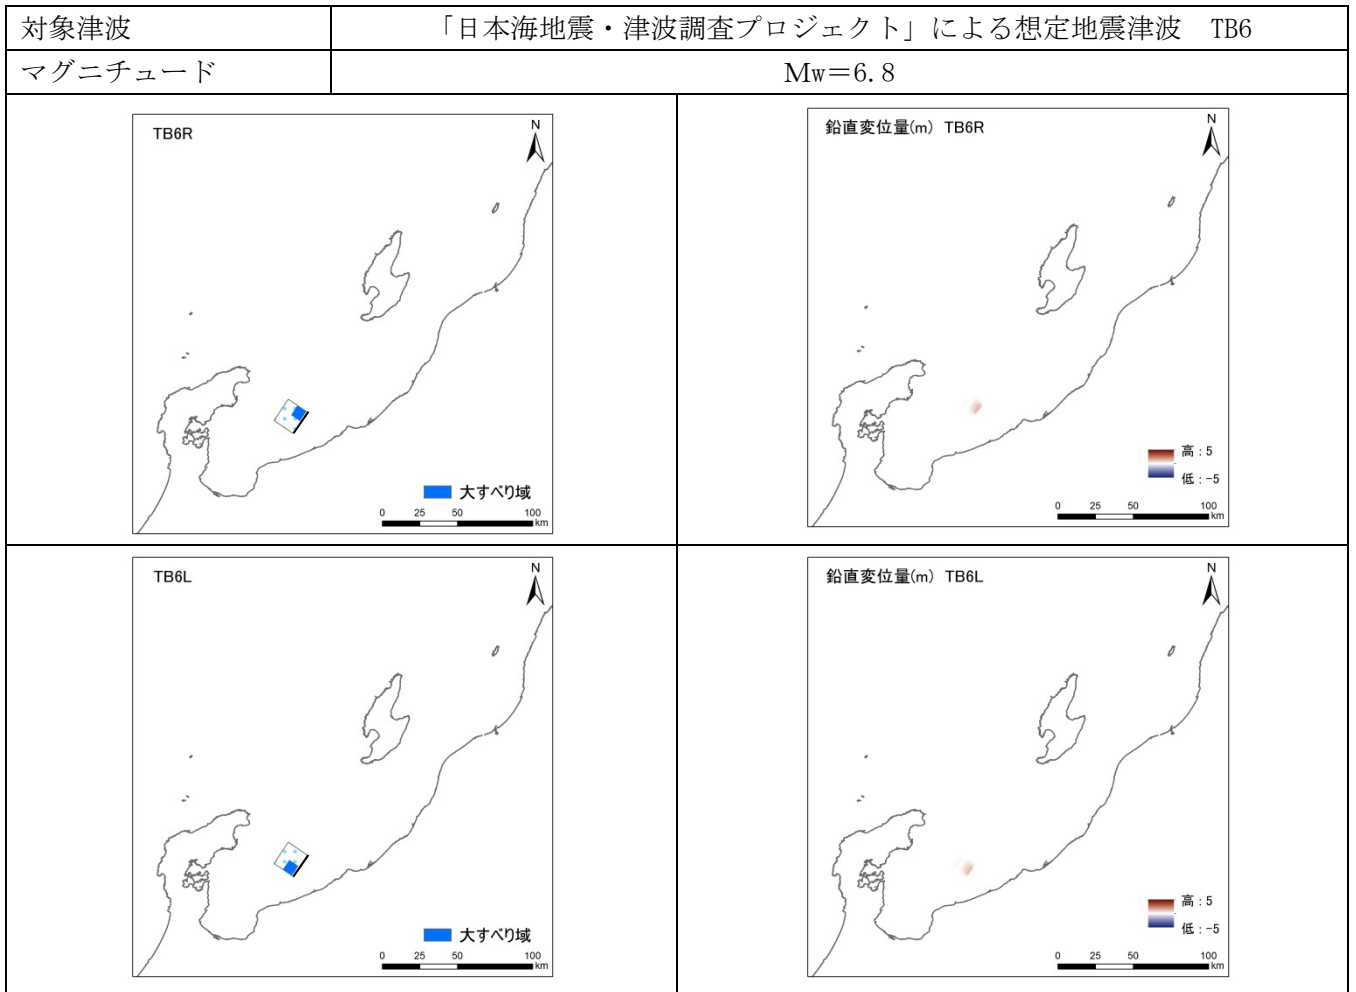 対象津波
「日本海地震・津波調査プロジェクト」による想定地震津波　TB6
マグニチュード
Mw＝6.8
TB6R
N
大すべり域
0 25 50 100
km
鉛直変位量(m) TB6R
N
高 : 5
低 : -5
0 25 50 100
km
TB6L
N
大すべり域
0 25 50 100
km
鉛直変位量(m) TB6L
N
高 : 5
低 : -5
0 25 50 100
km